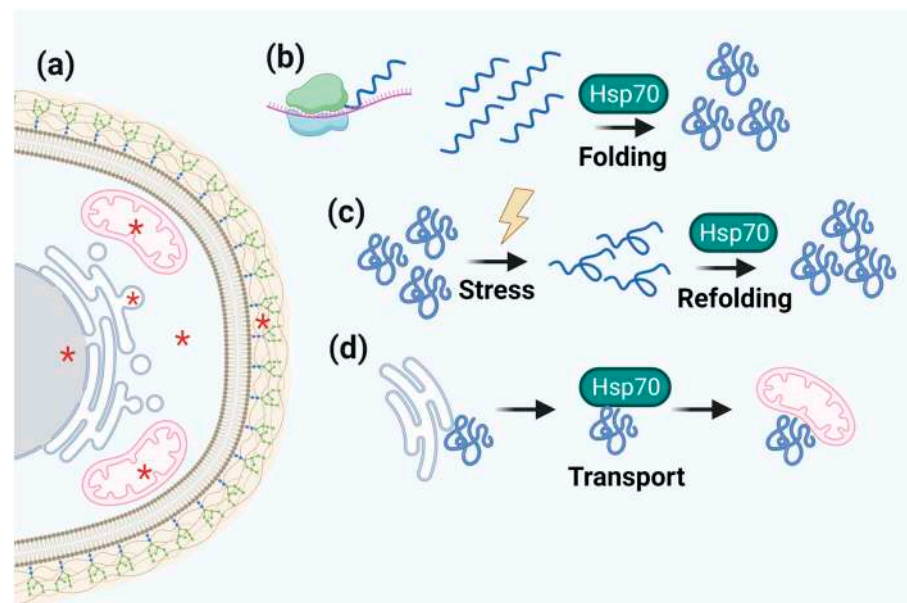 (a)
(b)
Hsp70
Folding
(c)
Hsp70
Stress
Refolding
(d)
Hsp70
Transport